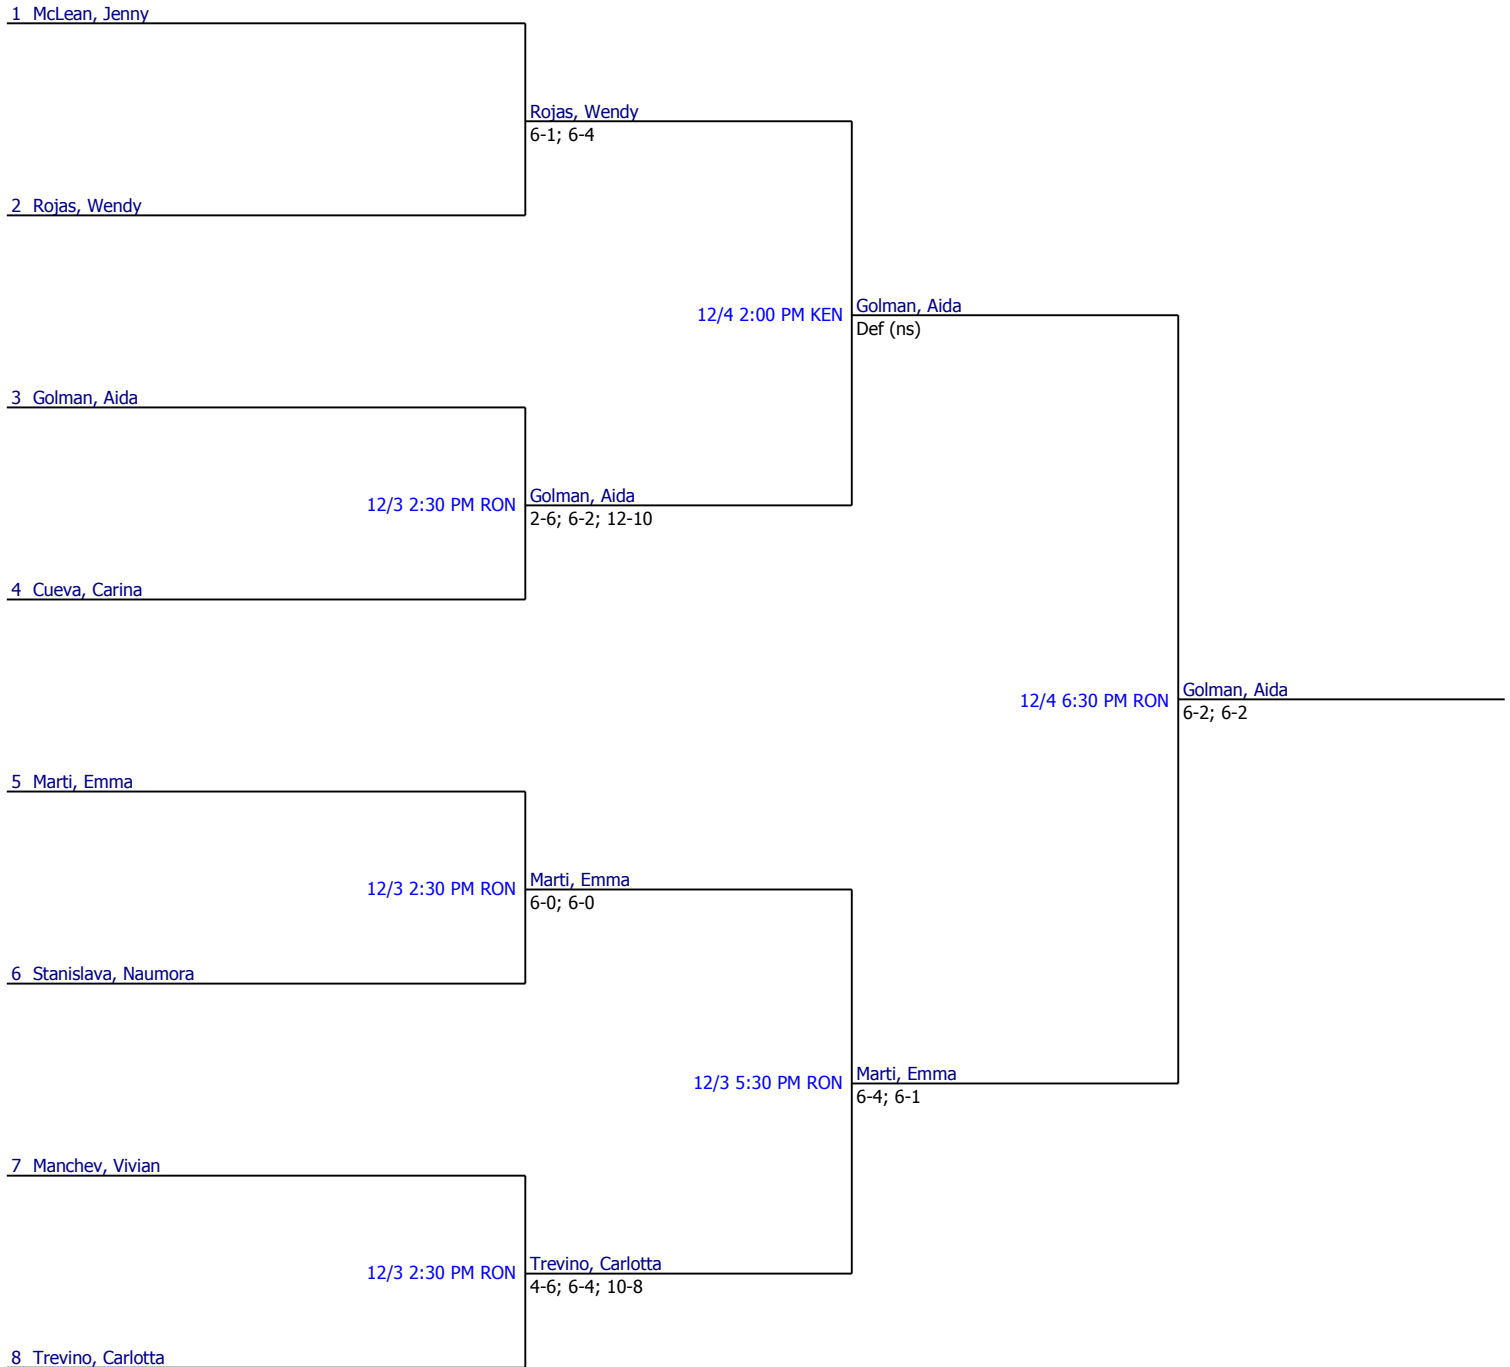 1 McLean, Jenny
Rojas, Wendy
6-1; 6-4
2 Rojas, Wendy
12/4 2:00 PM KEN
Golman, Aida
Def (ns)
3 Golman, Aida
12/3 2:30 PM RON
Golman, Aida
2-6; 6-2; 12-10
4 Cueva, Carina
12/4 6:30 PM RON
Golman, Aida
6-2; 6-2
5 Marti, Emma
12/3 2:30 PM RON
Marti, Emma
6-0; 6-0
6 Stanislava, Naumora
12/3 5:30 PM RON
Marti, Emma
6-4; 6-1
7 Manchev, Vivian
12/3 2:30 PM RON
Trevino, Carlotta
4-6; 6-4; 10-8
8 Trevino, Carlotta